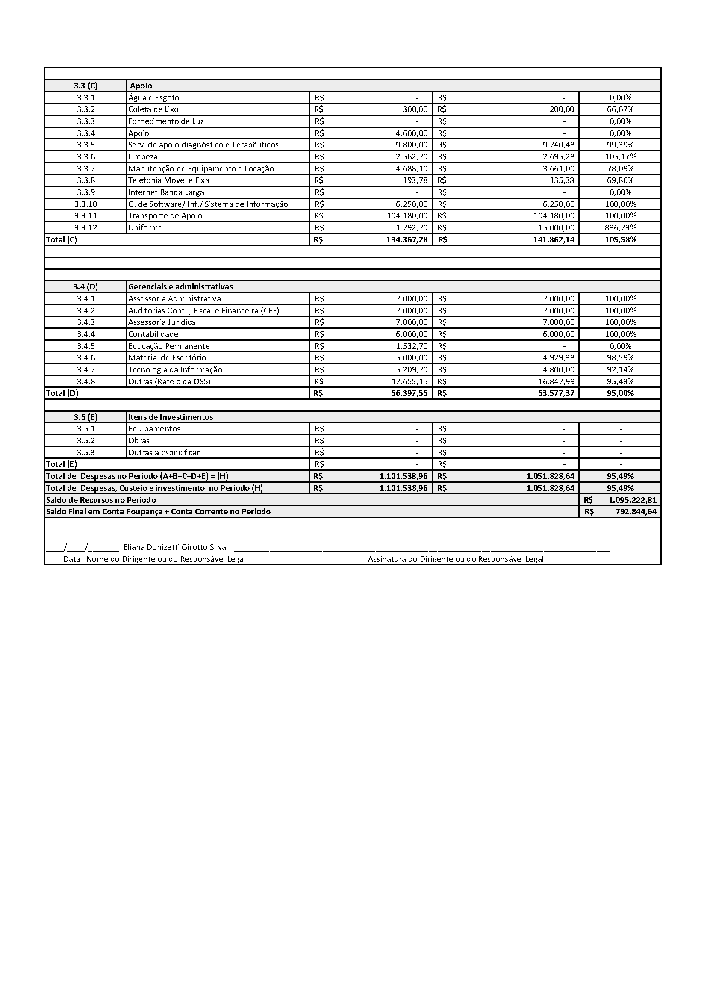 3.3 (C) Apoio
3.3.1 Água e Esgoto R$ - R$ - 0,00%
3.3.2 Coleta de Lixo R$ 300,00 R$ 200,00 66,67%
3.3.3 Fornecimento de Luz R$ - R$ - 0,00%
3.3.4 Apoio R$ 4.600,00 R$ - 0,00%
3.3.5 Serv. de apoio diagnóstico e Terapêuticos R$ 9.800,00 R$ 9.740,48 99,39%
3.3.6 Limpeza R$ 2.562,70 R$ 2.695,28 105,17%
3.3.7 Manutenção de Equipamento e Locação R$ 4.688,10 R$ 3.661,00 78,09%
3.3.8 Telefonia Móvel e Fixa R$ 193,78 R$ 135,38 69,86%
3.3.9 Internet Banda Larga R$ - R$ - 0,00%
3.3.10 G. de Software/ Inf./ Sistema de Informação R$ 6.250,00 R$ 6.250,00 100,00%
3.3.11 Transporte de Apoio R$ 104.180,00 R$ 104.180,00 100,00%
3.3.12 Uniforme R$ 1.792,70 R$ 15.000,00 836,73%
Total (C) R$ 134.367,28 R$ 141.862,14 105,58%
3.4 (D) Gerenciais e administrativas
3.4.1 Assessoria Administrativa R$ 7.000,00 R$ 7.000,00 100,00%
3.4.2 Auditorias Cont. , Fiscal e Financeira (CFF) R$ 7.000,00 R$ 7.000,00 100,00%
3.4.3 Assessoria Jurídica R$ 7.000,00 R$ 7.000,00 100,00%
3.4.4 Contabilidade R$ 6.000,00 R$ 6.000,00 100,00%
3.4.5 Educação Permanente R$ 1.532,70 R$ - 0,00%
3.4.6 Material de Escritório R$ 5.000,00 R$ 4.929,38 98,59%
3.4.7 Tecnologia da Informação R$ 5.209,70 R$ 4.800,00 92,14%
3.4.8 Outras (Rateio da OSS) R$ 17.655,15 R$ 16.847,99 95,43%
Total (D) R$ 56.397,55 R$ 53.577,37 95,00%
3.5 (E) Itens de Investimentos
3.5.1 Equipamentos R$ - R$ - -
3.5.2 Obras R$ - R$ - -
3.5.3 Outras a especificar R$ - R$ - -
Total (E) R$ - R$ - -
Total de Despesas no Período (A+B+C+D+E) = (H) R$ 1.101.538,96 R$ 1.051.828,64 95,49%
Total de Despesas, Custeio e investimento no Período (H) R$ 1.101.538,96 R$ 1.051.828,64 95,49%
Saldo de Recursos no Período R$ 1.095.222,81
Saldo Final em Conta Poupança + Conta Corrente no Período R$ 792.844,64
____/____/_______ Eliana Donizetti Girotto Silva ______________________________
Data Nome do Dirigente ou do Responsável Legal Assinatura do Dirigente ou do Responsável Legal